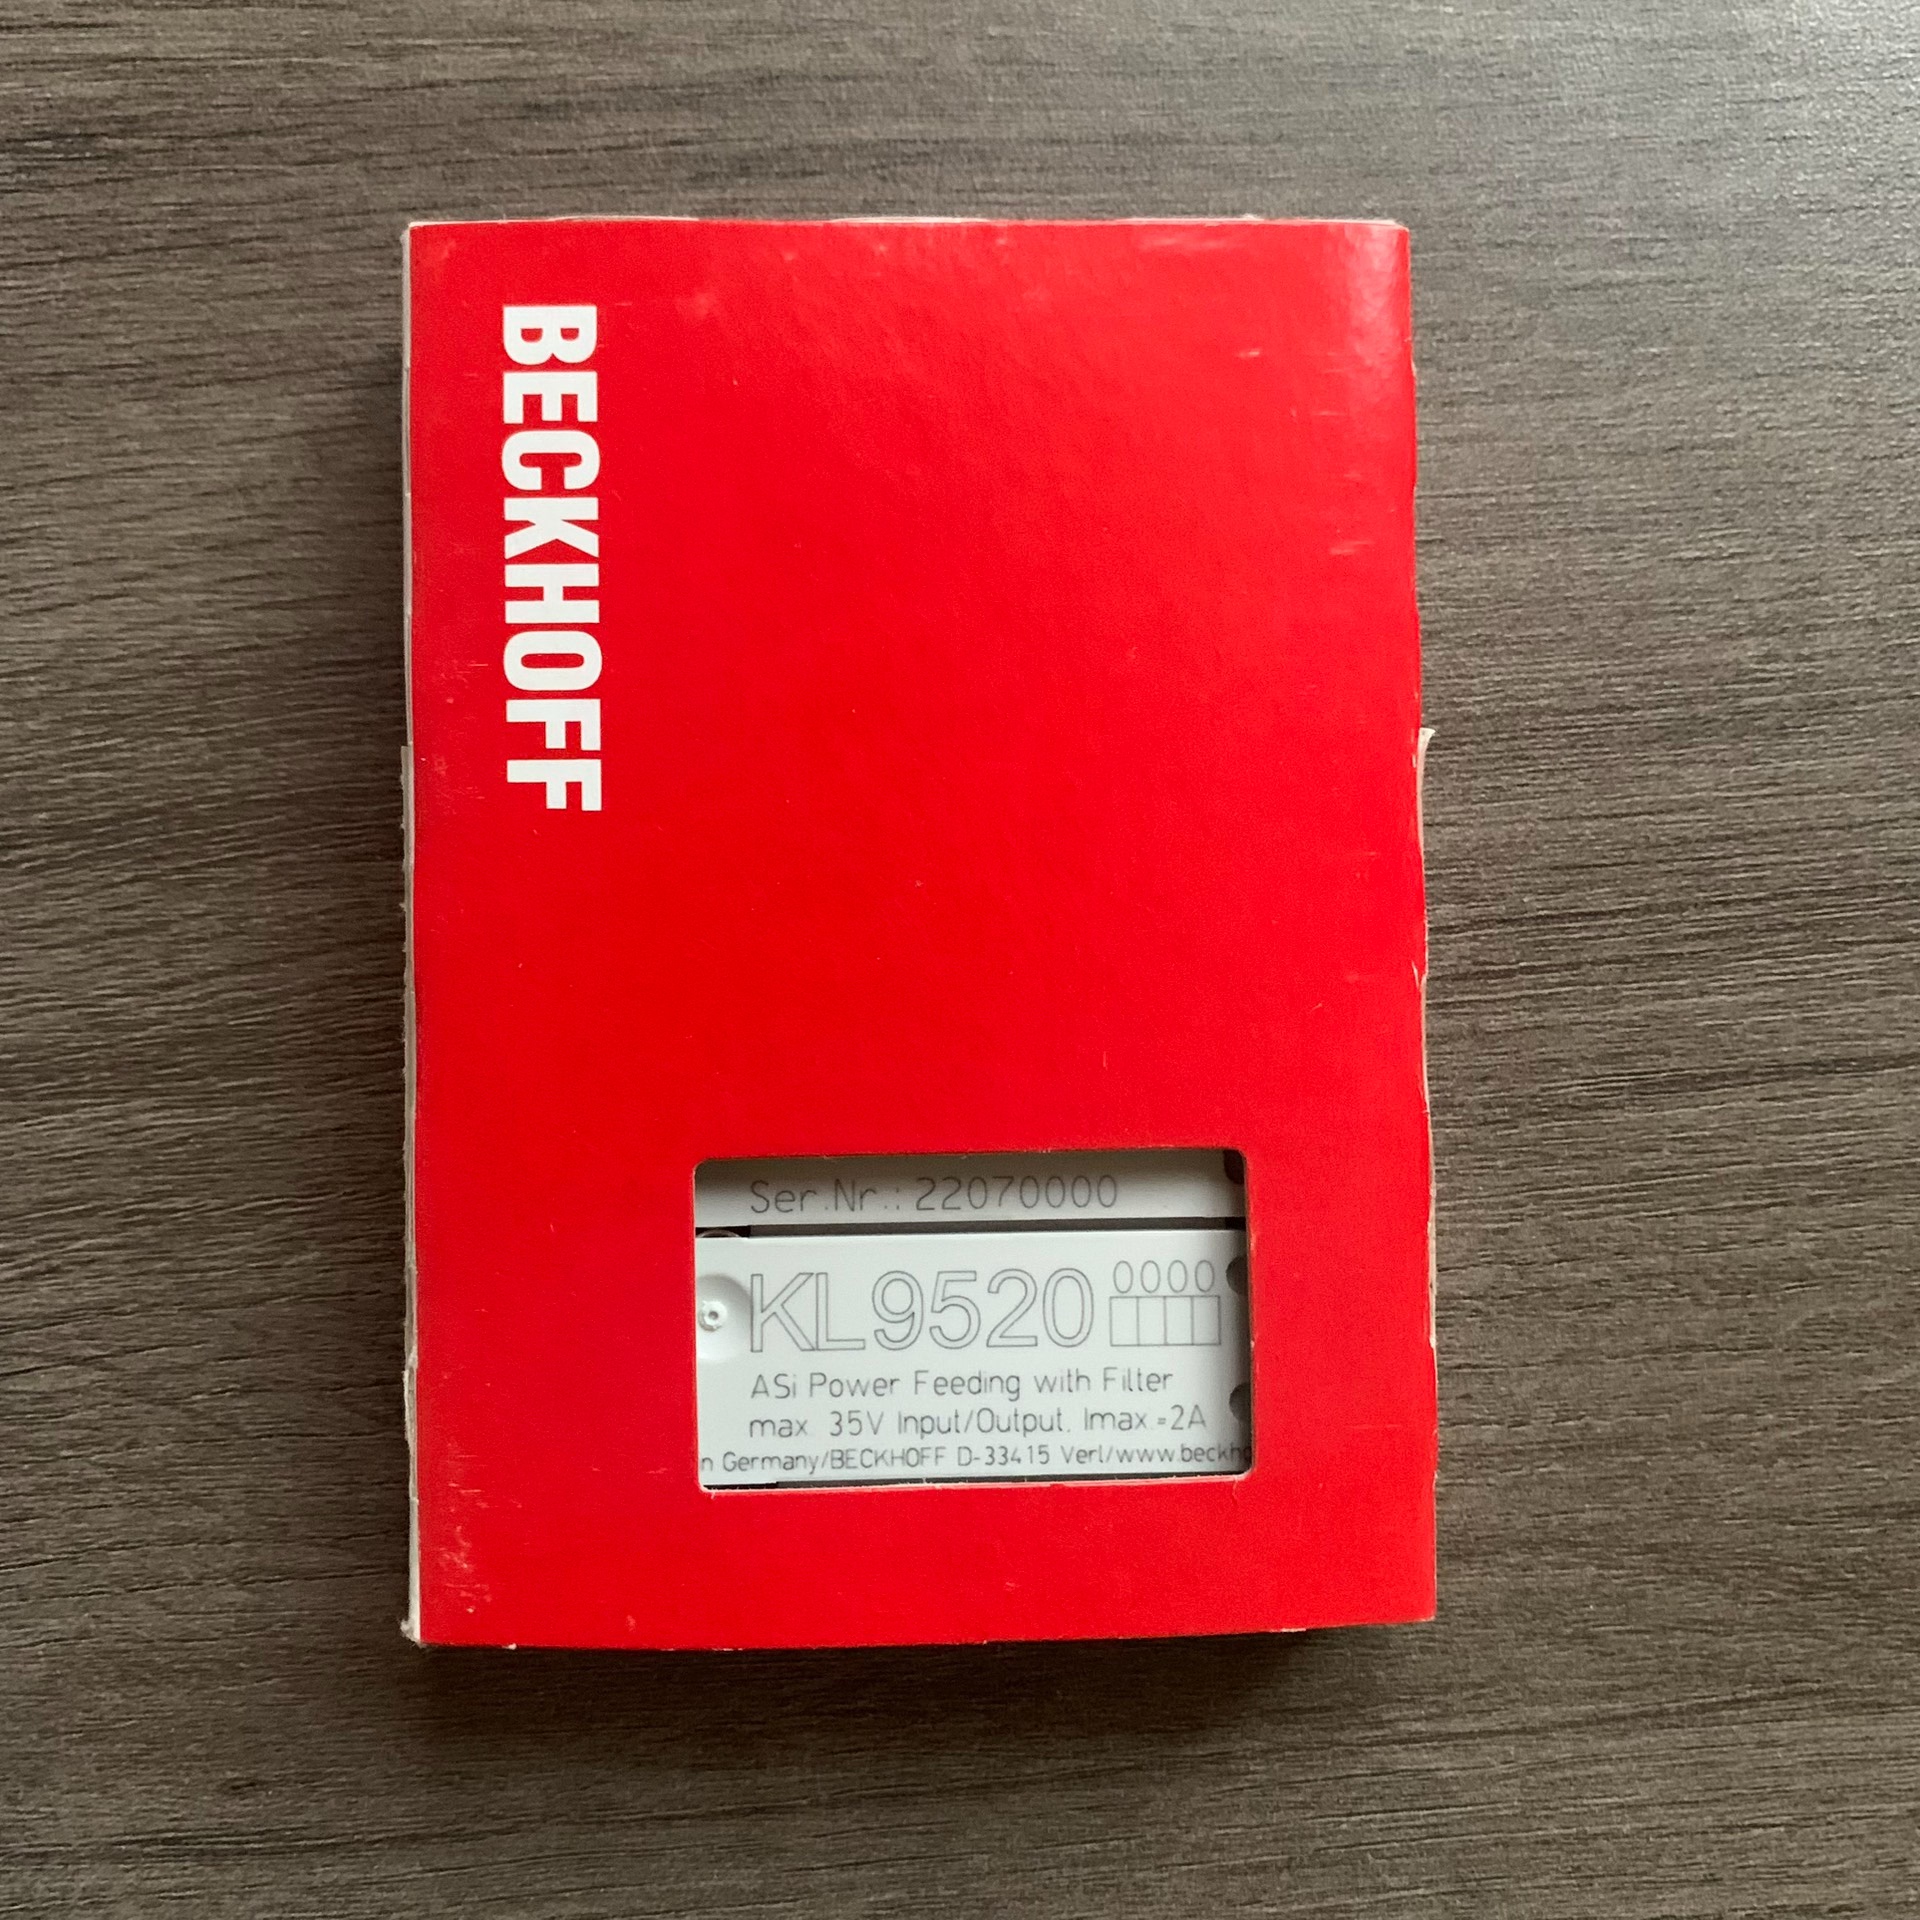 BECKHOFF
Ser.Nr.: 22070000
KL9520 0000
ASi Power Feeding with Filter
max. 35V Input/Output, Imax.=2A
n Germany/BECKHOFF D-33415 Verl/www.beckho